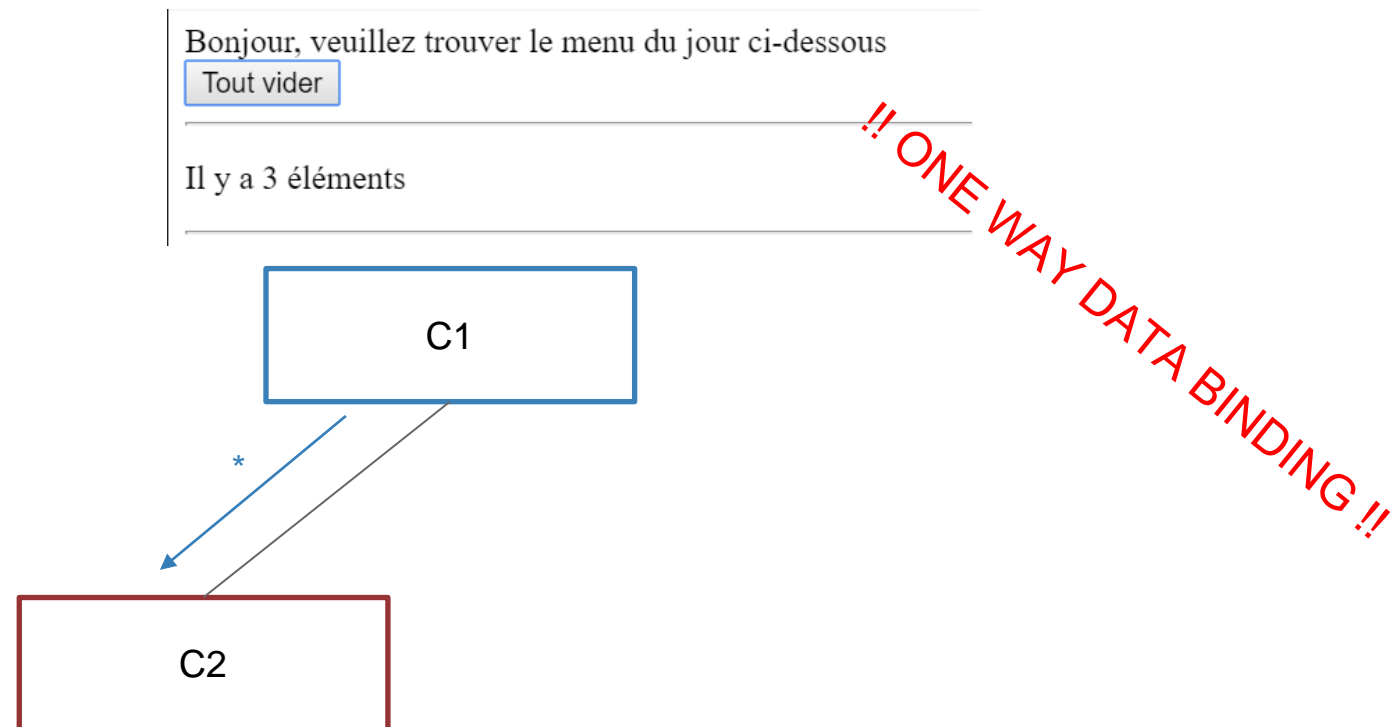 Bonjour, veuillez trouver le menu du jour ci-dessous
Tout vider
Il y a 3 éléments
!! ONE WAY DATA BINDING !!
C1
*
C2